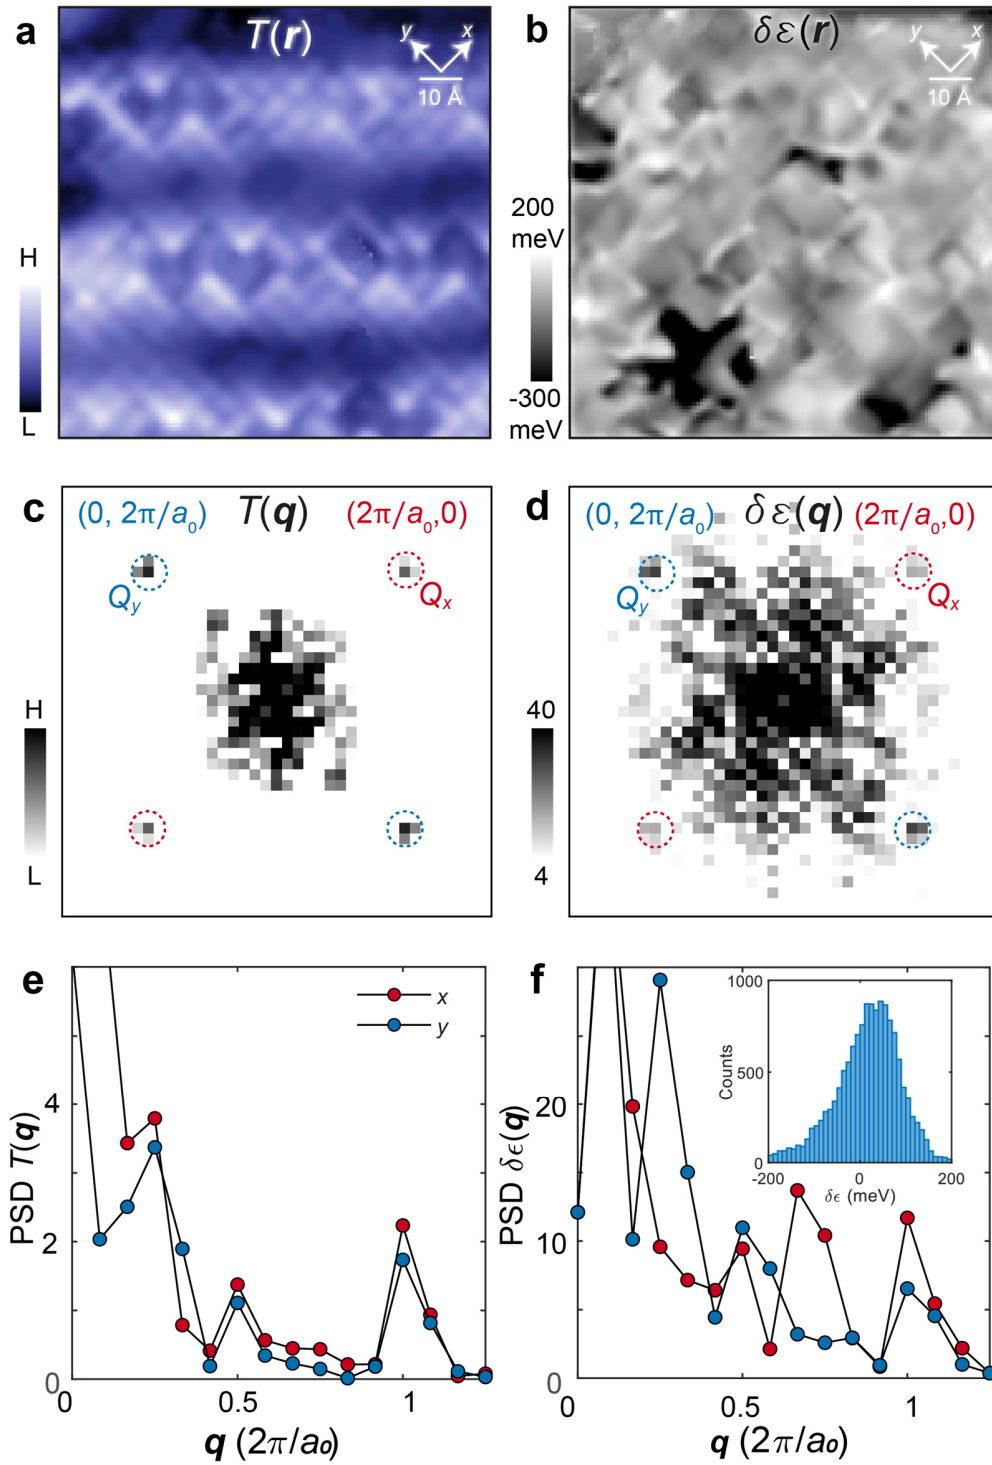 a
T(r)
y
x
10 Å
H
L
b
δε(r)
y
x
10 Å
200
meV
-300
meV
c
(0, 2π/a₀)
T(q)
(2π/a₀,0)
Qy
Qx
H
L
d
(0, 2π/a₀)
δε(q)
(2π/a₀,0)
Qy
Qx
40
4
e
x
y
4
2
0
PSD T(q)
0
0.5
1
q (2π/a₀)
f
20
10
0
PSD δϵ(q)
0
0.5
1
q (2π/a₀)
1000
500
0
Counts
-200
0
200
δϵ (meV)